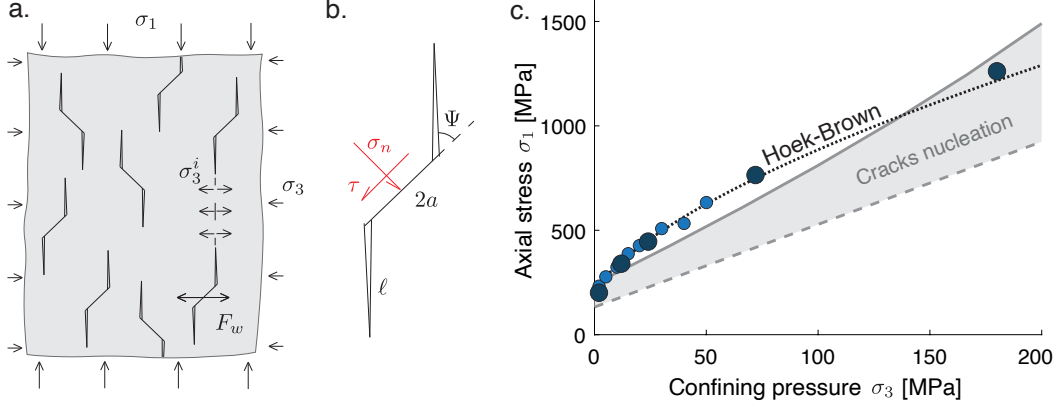 a.
σ₁
σ₃ⁱ
σ₃
F_w
b.
Ψ
σₙ
τ
2a
ℓ
c.
Axial stress σ₁ [MPa]
1500
1000
500
0
Hoek-Brown
Cracks nucleation
0 50 100 150 200
Confining pressure σ₃ [MPa]